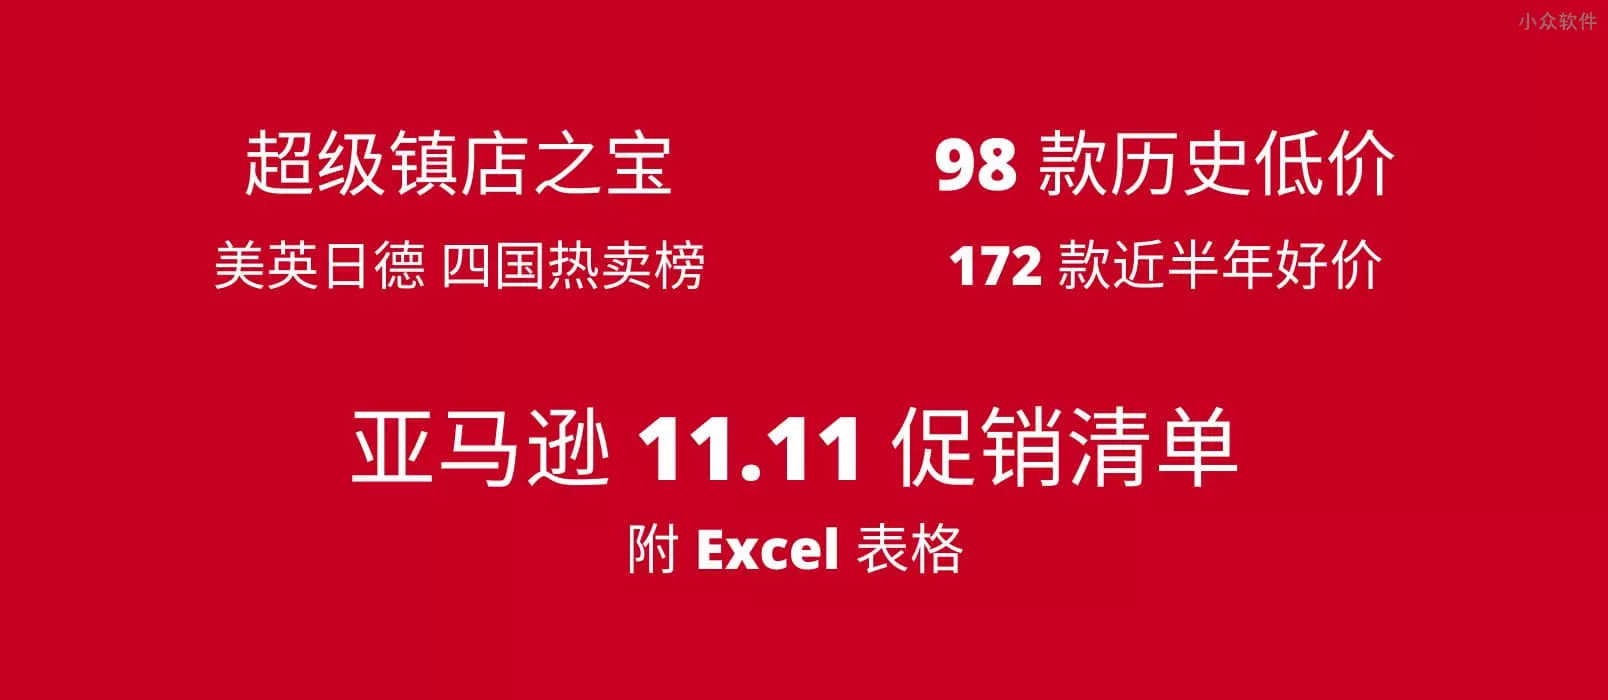 小众软件
超级镇店之宝
美英日德 四国热卖榜
98 款历史低价
172 款近半年好价
亚马逊 11.11 促销清单
附 Excel 表格